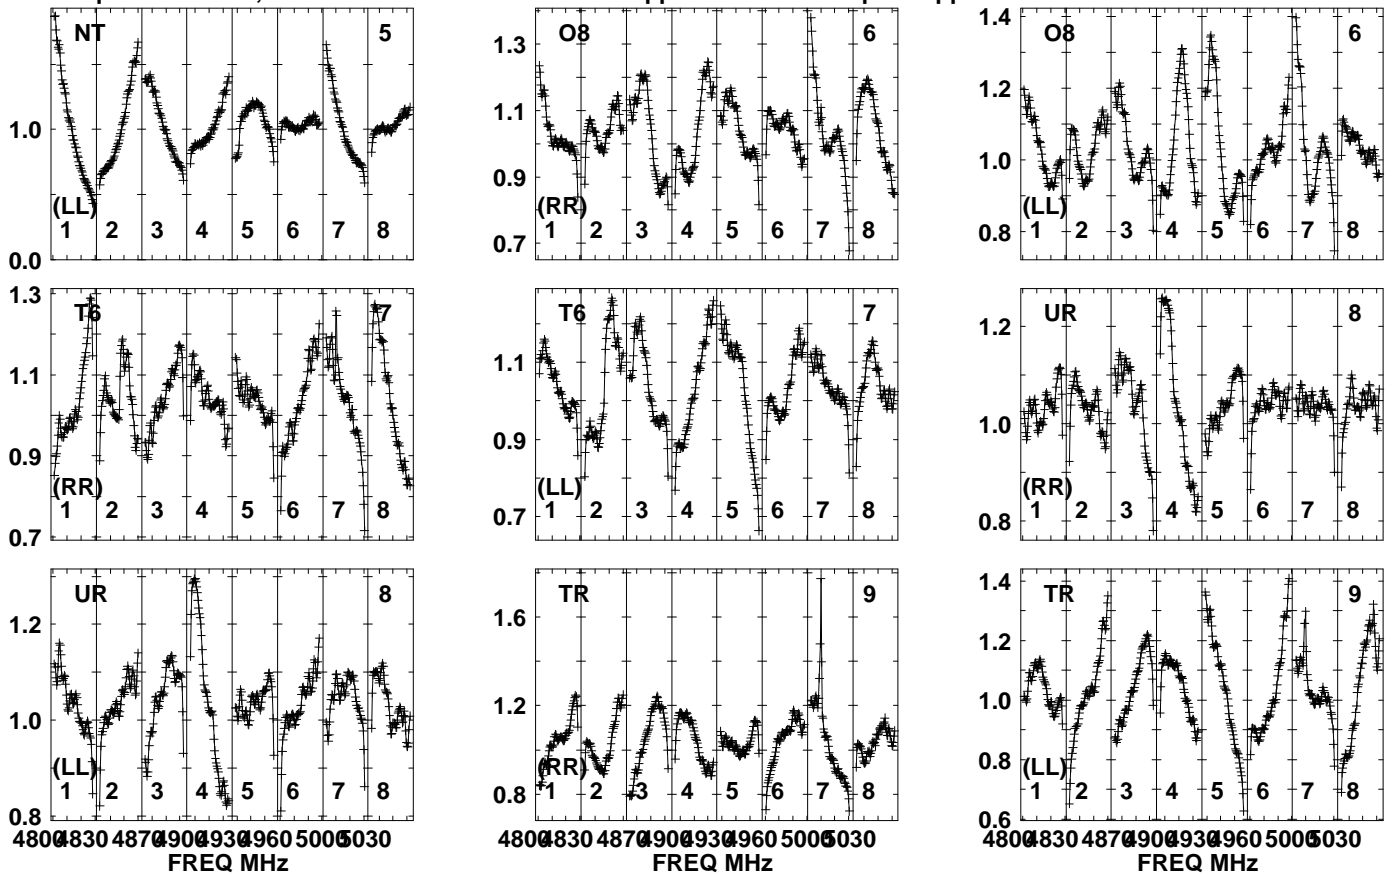 NT 5
1.0
(LL)
1 2 3 4 5 6 7 8
0.0
O8 6
1.3
1.1
0.9
(RR)
1 2 3 4 5 6 7 8
0.7
O8 6
1.4
1.2
1.0
(LL)
1 2 3 4 5 6 7 8
0.8
T6 7
1.3
1.1
0.9
(RR)
1 2 3 4 5 6 7 8
0.7
T6 7
1.1
0.9
(LL)
1 2 3 4 5 6 7 8
0.7
UR 8
1.2
1.0
(RR)
1 2 3 4 5 6 7 8
0.8
UR 8
1.2
1.0
(LL)
1 2 3 4 5 6 7 8
0.8
4800 4830 4870 4900 4930 4960 5000 5030
FREQ MHz
TR 9
1.6
1.2
(RR)
0.8
1 2 3 4 5 6 7 8
4800 4830 4870 4900 4930 4960 5000 5030
FREQ MHz
TR 9
1.4
1.2
1.0
0.8
(LL)
1 2 3 4 5 6 7 8
0.6
4800 4830 4870 4900 4930 4960 5000 5030
FREQ MHz